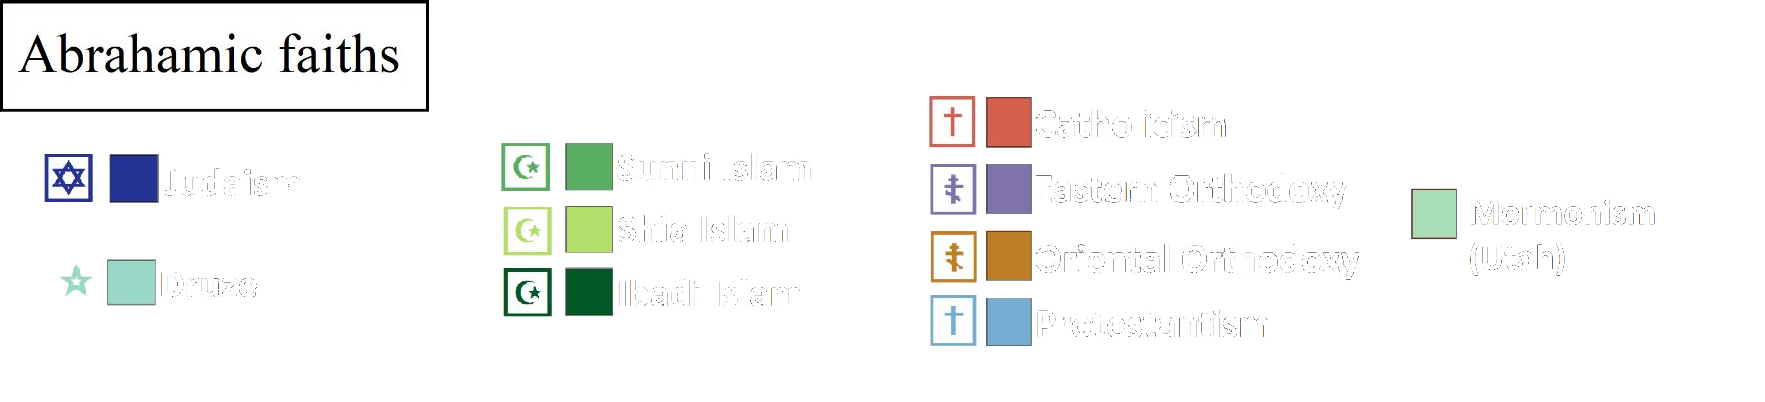 Abrahamic faiths
Judaism
Druze
Sunni Islam
Shia Islam
Ibadi Islam
Catholicism
Eastern Orthodoxy
Oriental Orthodoxy
Protestantism
Mormonism
(Utah)